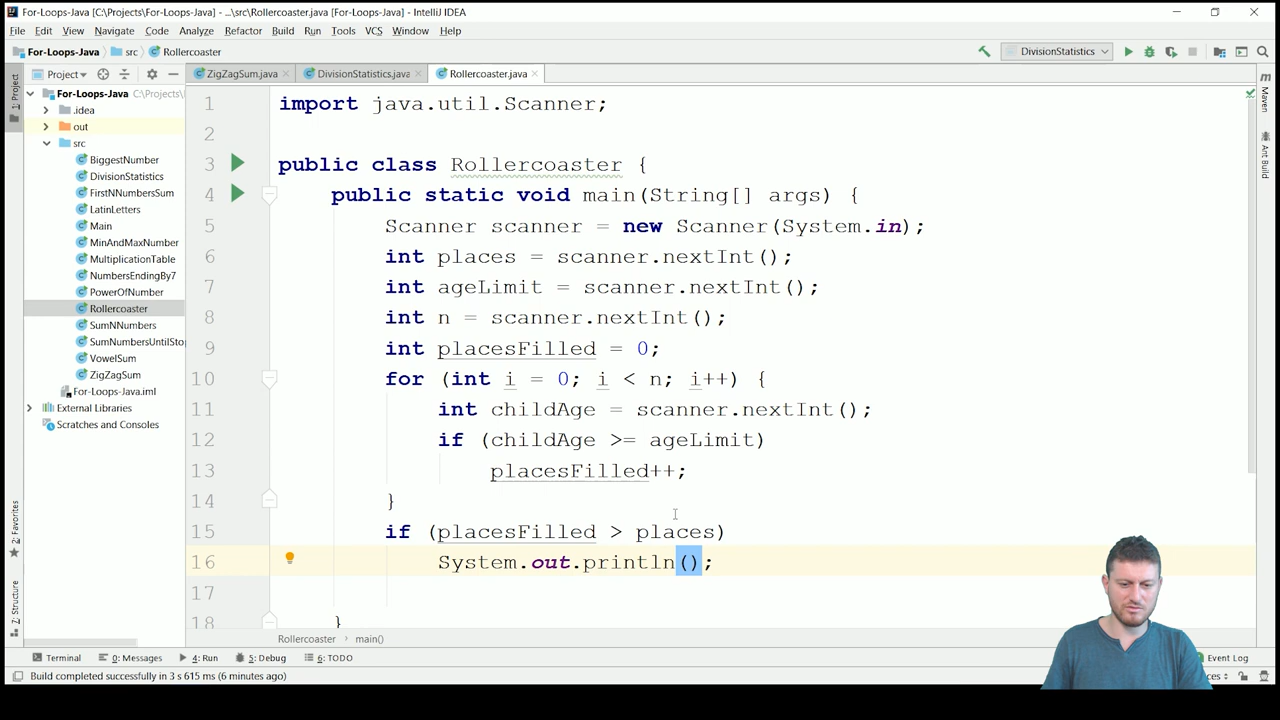 For-Loops-Java [C:\Projects\For-Loops-Java] - ...\src\Rollercoaster.java [For-Loops-Java] - IntelliJ IDEA
File Edit View Navigate Code Analyze Refactor Build Run Tools VCS Window Help
For-Loops-Java src Rollercoaster DivisionStatistics
Project ZigZagSum.java DivisionStatistics.java Rollercoaster.java
1: Project
For-Loops-Java C:\Projects\
.idea
out
src
BiggestNumber
DivisionStatistics
FirstNNumbersSum
LatinLetters
Main
MinAndMaxNumber
MultiplicationTable
NumbersEndingBy7
PowerOfNumber
Rollercoaster
SumNNumbers
SumNumbersUntilStop
VowelSum
ZigZagSum
For-Loops-Java.iml
External Libraries
Scratches and Consoles
2: Favorites
Z: Structure
1 import java.util.Scanner;
2
3 public class Rollercoaster {
4 public static void main(String[] args) {
5 Scanner scanner = new Scanner(System.in);
6 int places = scanner.nextInt();
7 int ageLimit = scanner.nextInt();
8 int n = scanner.nextInt();
9 int placesFilled = 0;
10 for (int i = 0; i < n; i++) {
11 int childAge = scanner.nextInt();
12 if (childAge >= ageLimit)
13 placesFilled++;
14 }
15 if (placesFilled > places)
16 System.out.println();
17
18 }
Maven
Ant Build
Rollercoaster main()
Terminal 0: Messages 4: Run 5: Debug 6: TODO Event Log
Build completed successfully in 3 s 615 ms (6 minutes ago)